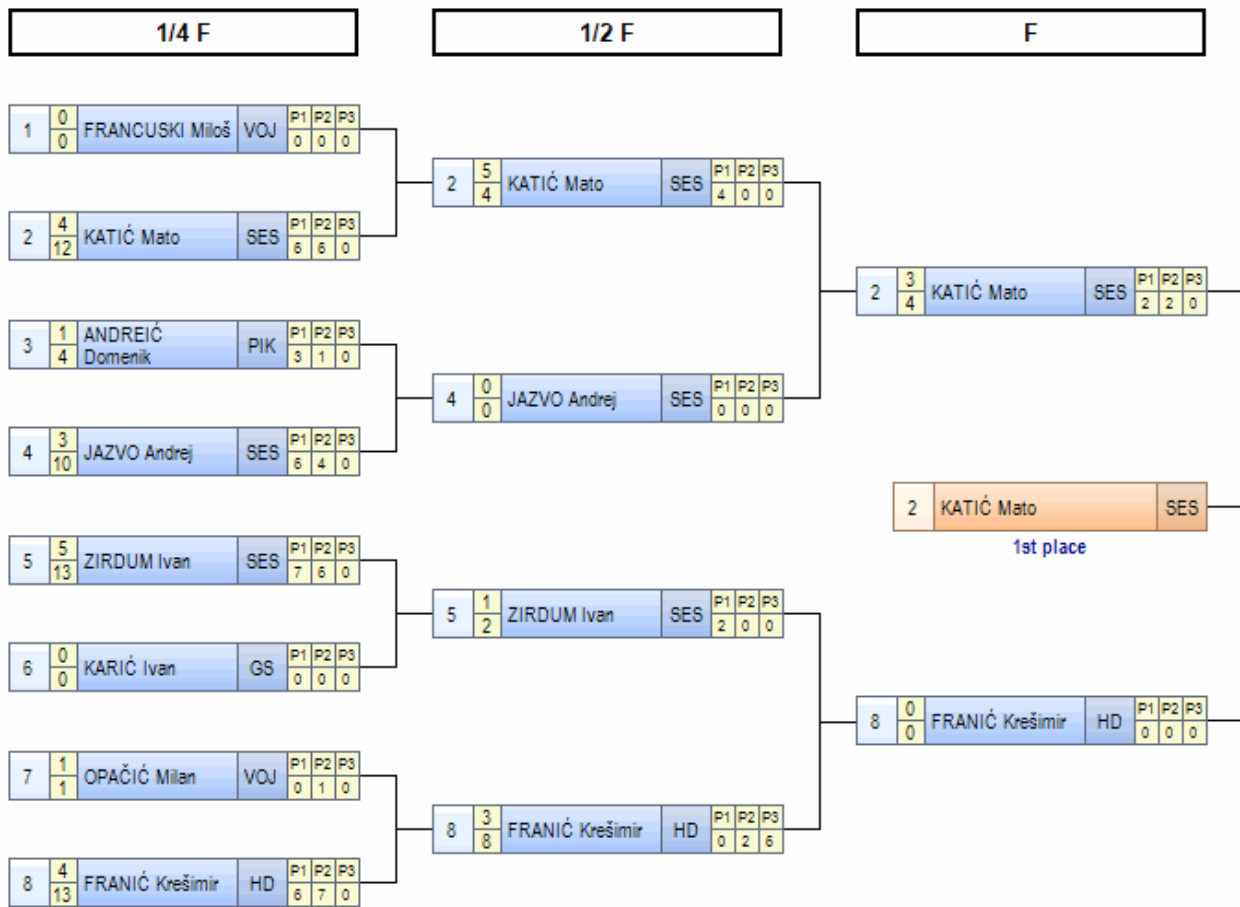 1/4 F 1/2 F F
1 0 0 FRANCUSKI Miloš VOJ P1 P2 P3 0 0 0
2 4 12 KATIĆ Mato SES P1 P2 P3 6 6 0
3 1 4 ANDREIĆ Domenik PIK P1 P2 P3 3 1 0
4 3 10 JAZVO Andrej SES P1 P2 P3 6 4 0
5 5 13 ZIRDUM Ivan SES P1 P2 P3 7 6 0
6 0 0 KARIĆ Ivan GS P1 P2 P3 0 0 0
7 1 1 OPAČIĆ Milan VOJ P1 P2 P3 0 1 0
8 4 13 FRANIĆ Krešimir HD P1 P2 P3 6 7 0
2 5 4 KATIĆ Mato SES P1 P2 P3 4 0 0
4 0 0 JAZVO Andrej SES P1 P2 P3 0 0 0
5 1 2 ZIRDUM Ivan SES P1 P2 P3 2 0 0
8 3 8 FRANIĆ Krešimir HD P1 P2 P3 0 2 6
2 3 4 KATIĆ Mato SES P1 P2 P3 2 2 0
2 KATIĆ Mato SES
1st place
8 0 0 FRANIĆ Krešimir HD P1 P2 P3 0 0 0